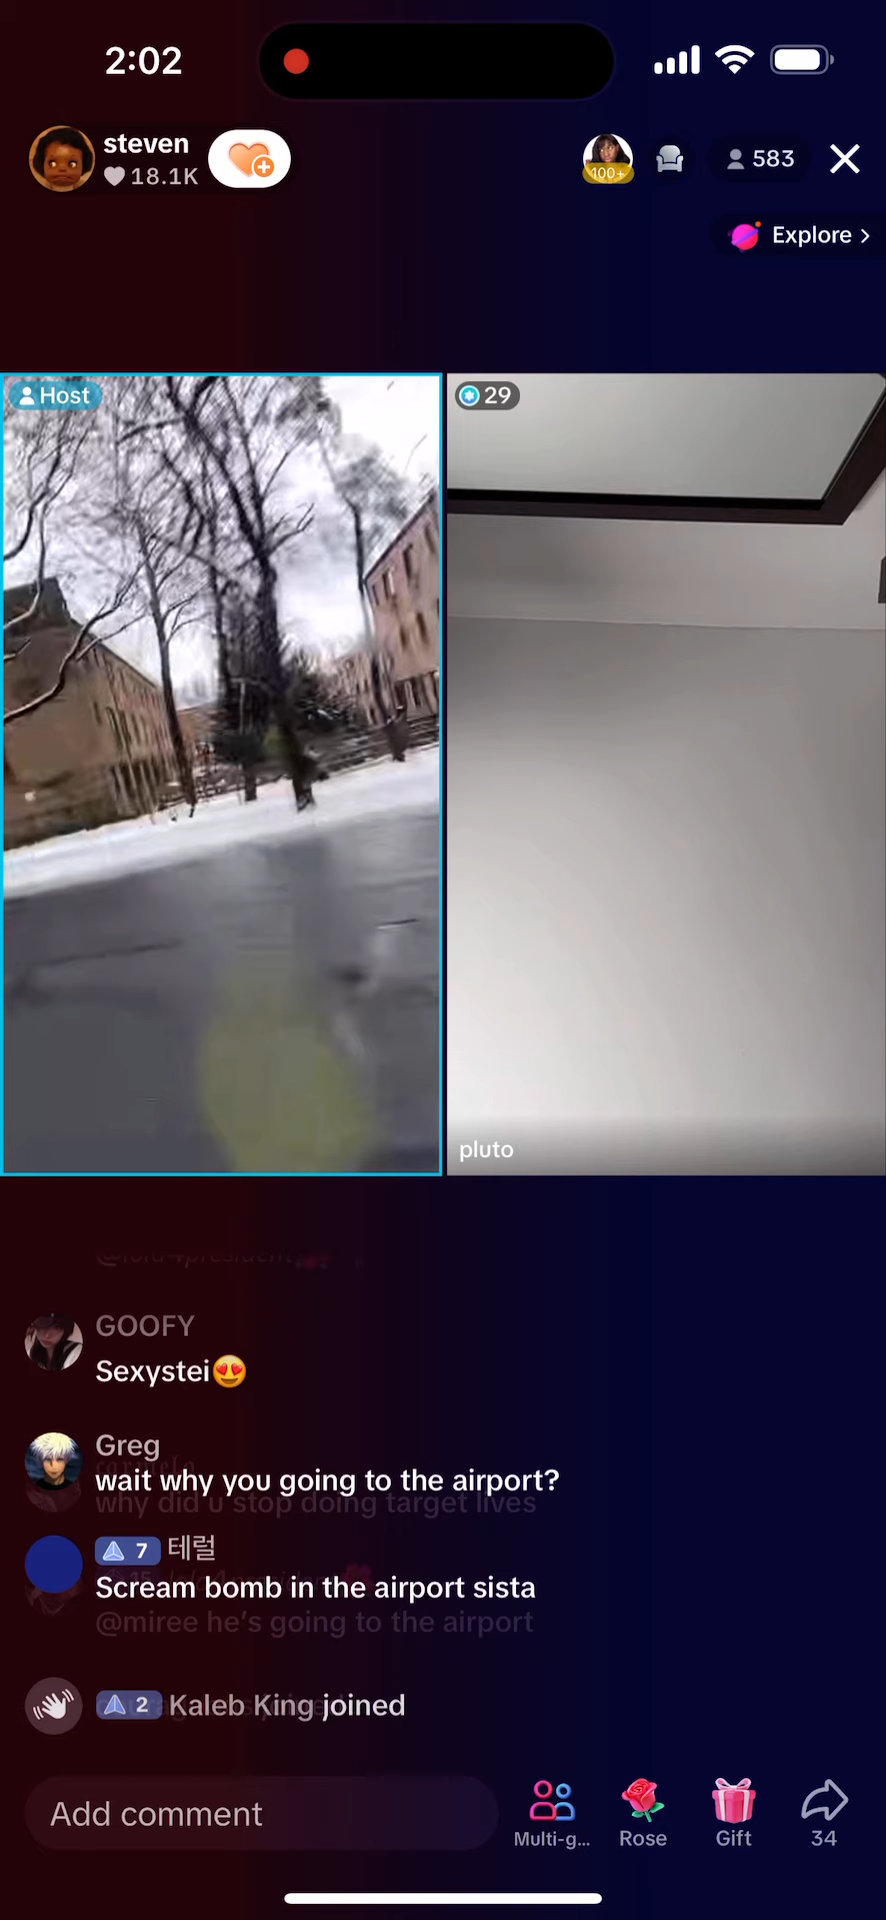 2:02
steven
18.1K
100+
583
Explore
Host
29
pluto
GOOFY
Sexystei😍
Greg
wait why you going to the airport?
why did u stop doing target lives
7 테럴
Scream bomb in the airport sista
@miree he's going to the airport
2 Kaleb King joined
Add comment
Multi-g...
Rose
Gift
34